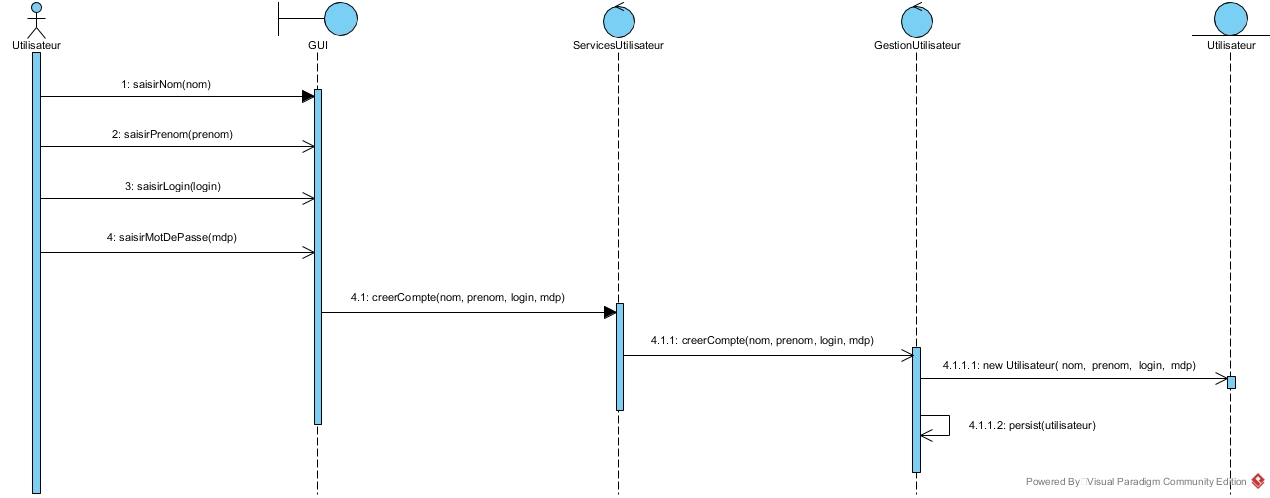 Utilisateur
GUI
ServicesUtilisateur
GestionUtilisateur
Utilisateur
1: saisirNom(nom)
2: saisirPrenom(prenom)
3: saisirLogin(login)
4: saisirMotDePasse(mdp)
4.1: creerCompte(nom, prenom, login, mdp)
4.1.1: creerCompte(nom, prenom, login, mdp)
4.1.1.1: new Utilisateur( nom, prenom, login, mdp)
4.1.1.2: persist(utilisateur)
Powered By Visual Paradigm Community Edition